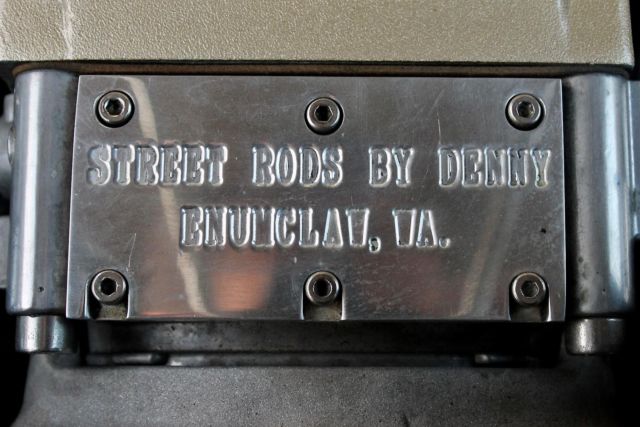 STREET RODS BY DENNY
ENUMCLAW, WA.